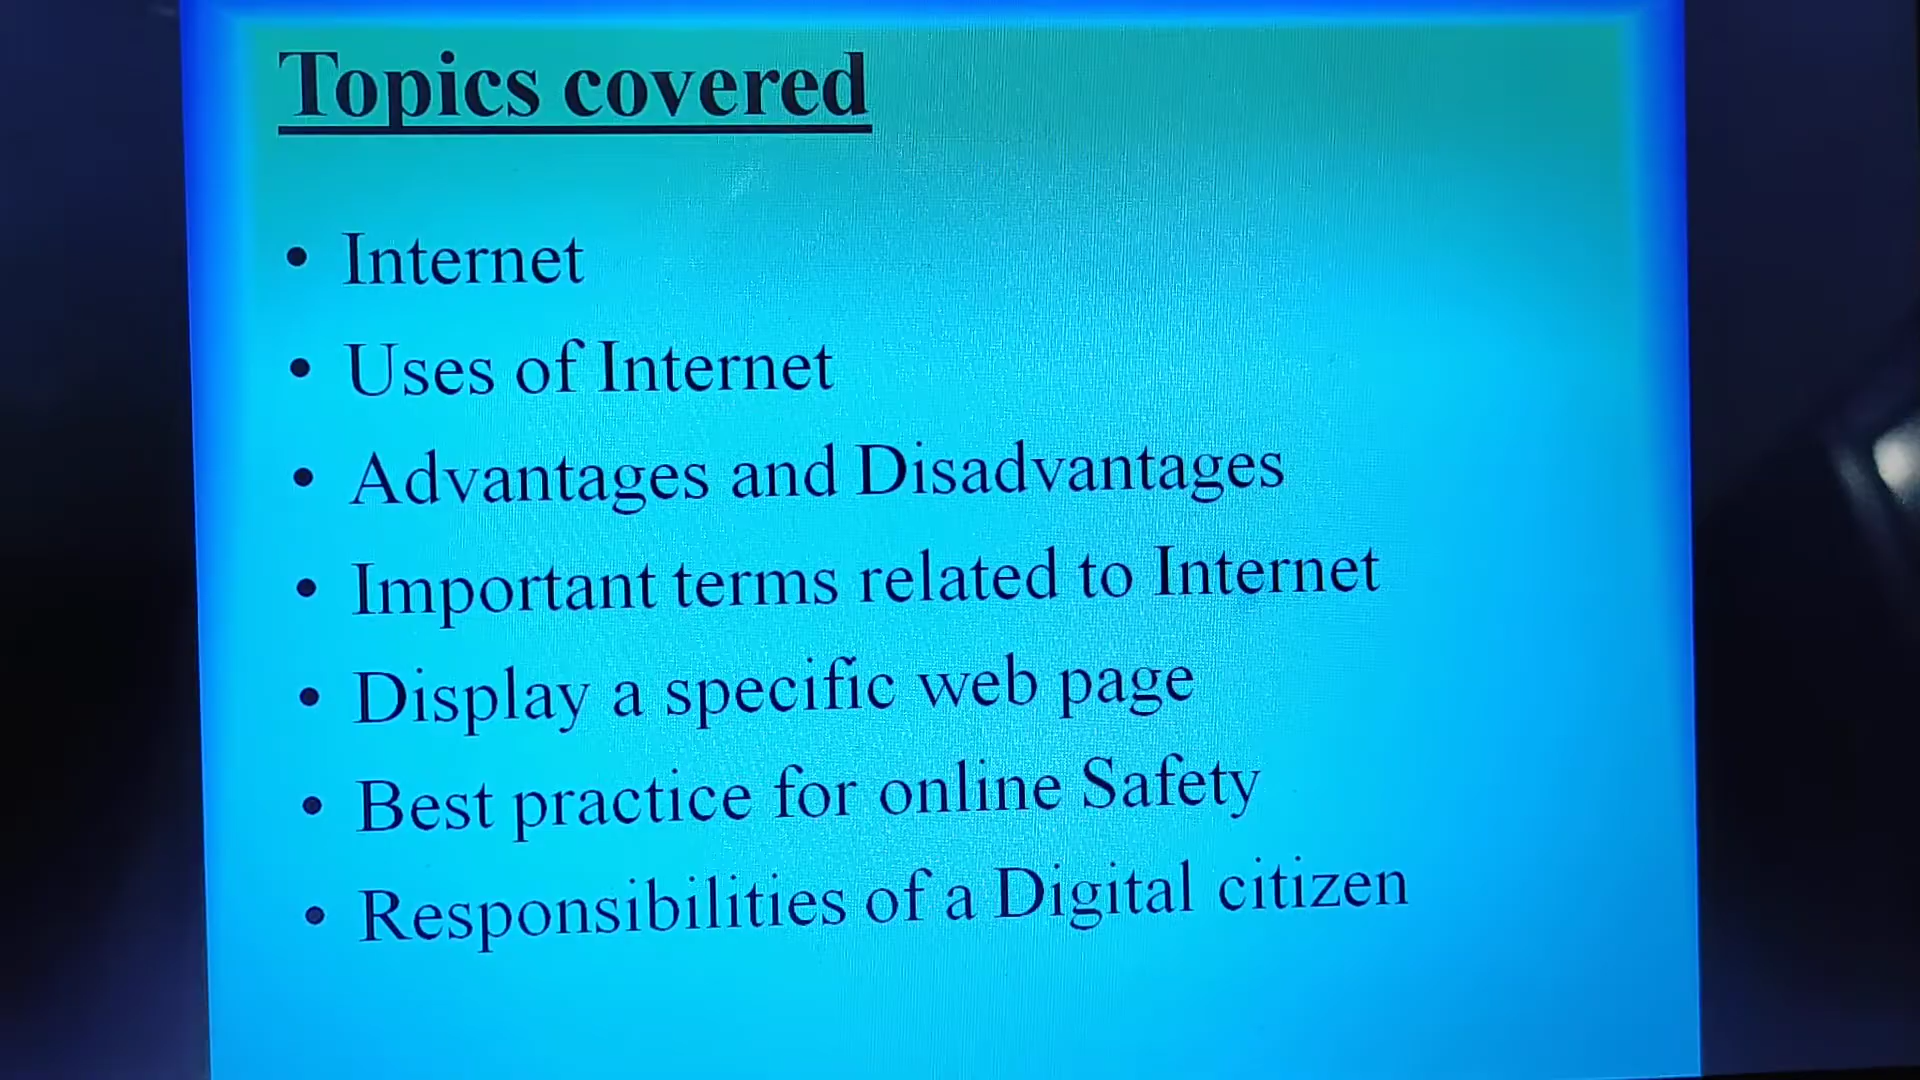 Topics covered
• Internet
• Uses of Internet
• Advantages and Disadvantages
• Important terms related to Internet
• Display a specific web page
• Best practice for online Safety
• Responsibilities of a Digital citizen